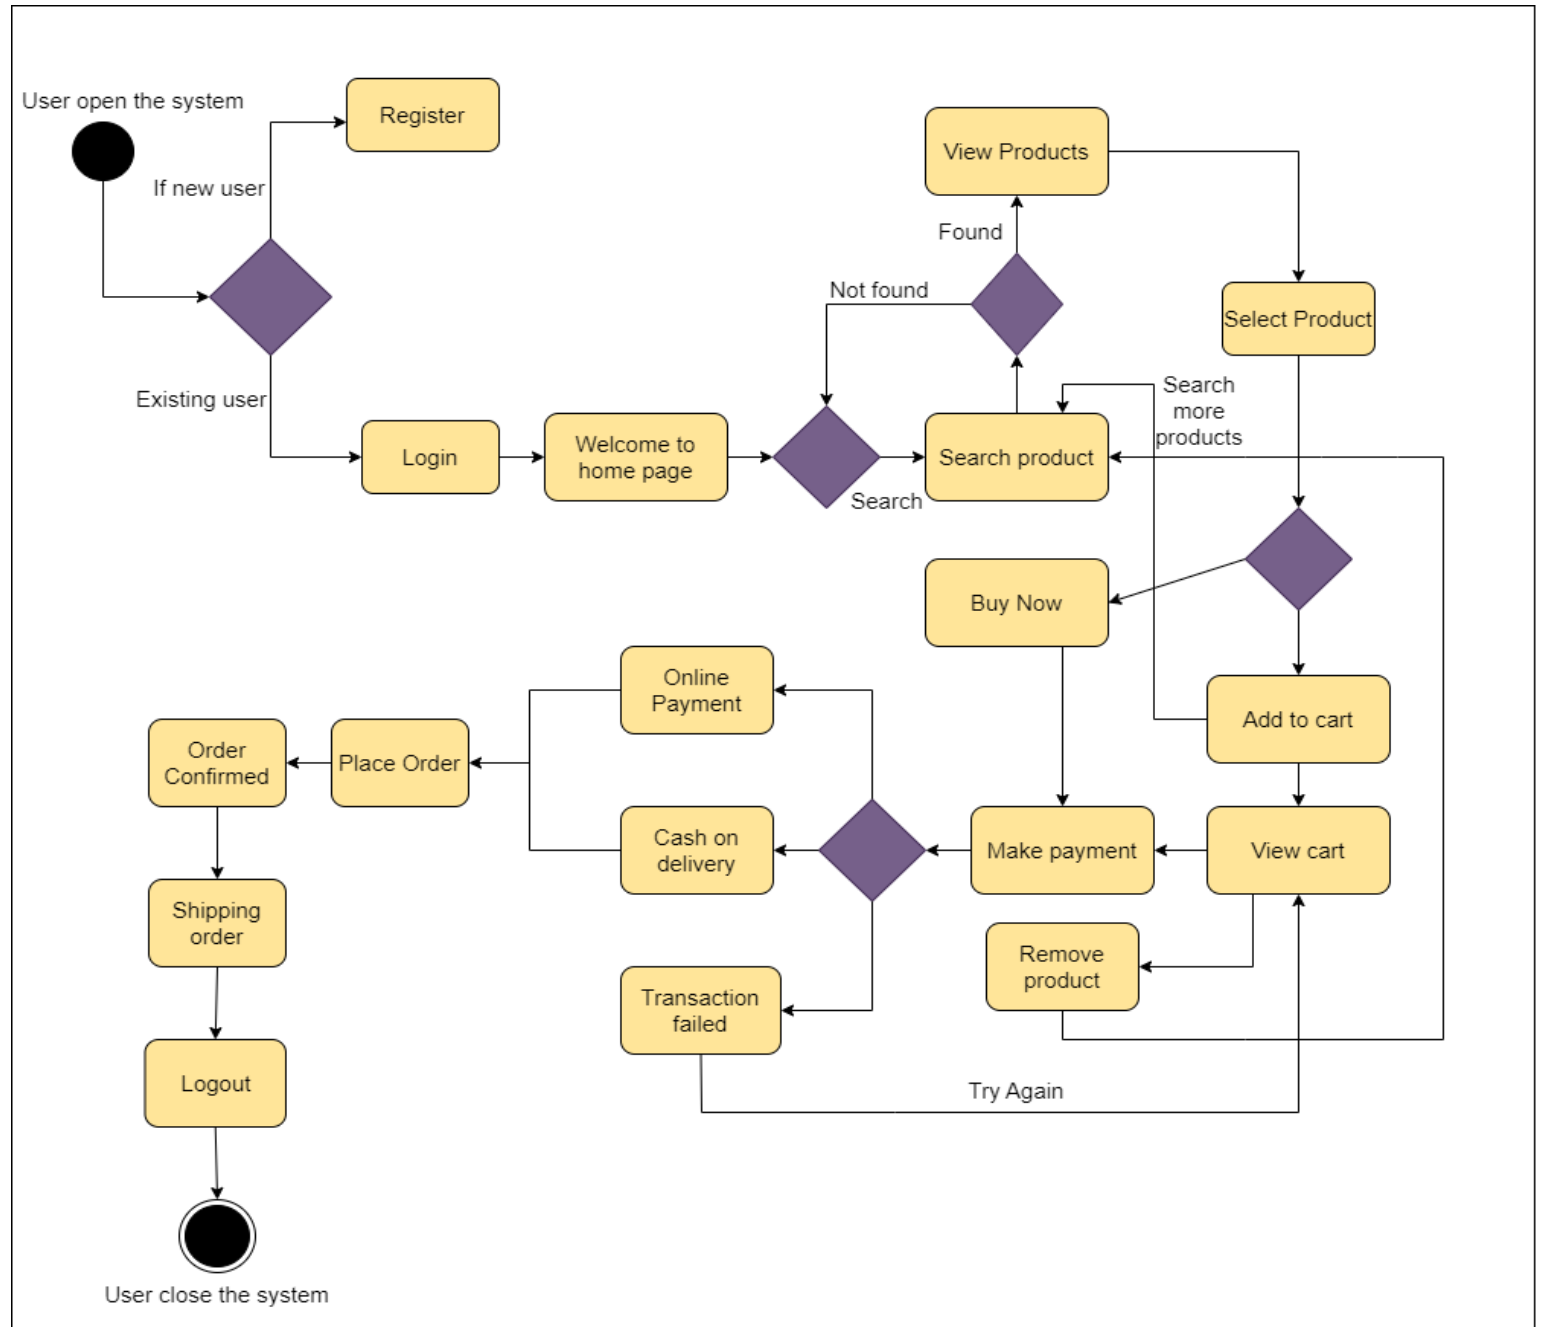 User open the system
Register
If new user
View Products
Found
Not found
Select Product
Existing user
Search
more
products
Login
Welcome to
home page
Search product
Search
Buy Now
Online
Payment
Add to cart
Order
Confirmed
Place Order
Cash on
delivery
Make payment
View cart
Shipping
order
Remove
product
Transaction
failed
Logout
Try Again
User close the system